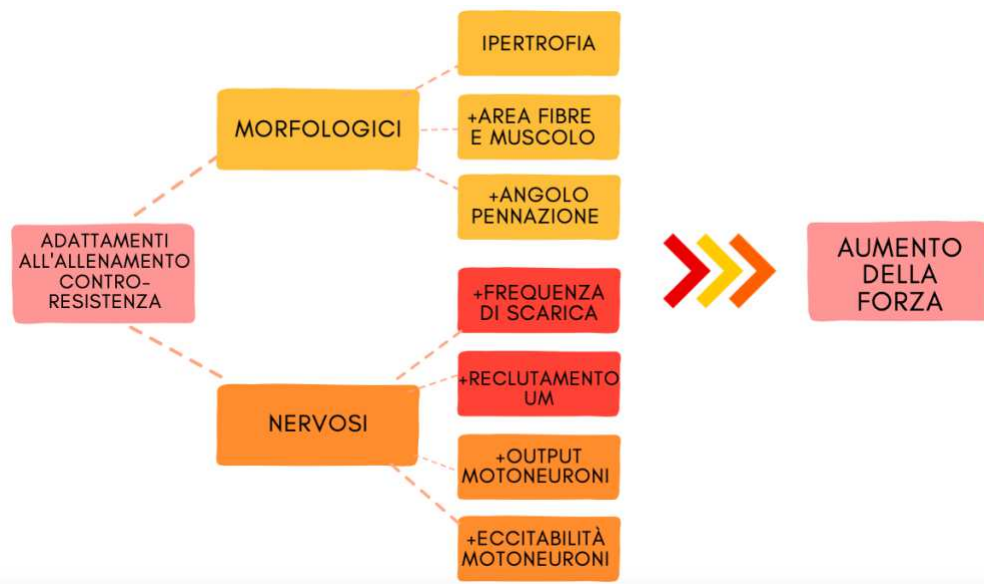 IPERTROFIA
MORFOLOGICI
+AREA FIBRE
E MUSCOLO
+ANGOLO
PENNAZIONE
ADATTAMENTI
ALL'ALLENAMENTO
CONTRO-
RESISTENZA
+FREQUENZA
DI SCARICA
NERVOSI
+RECLUTAMENTO
UM
+OUTPUT
MOTONEURONI
+ECCITABILITÀ
MOTONEURONI
AUMENTO
DELLA
FORZA